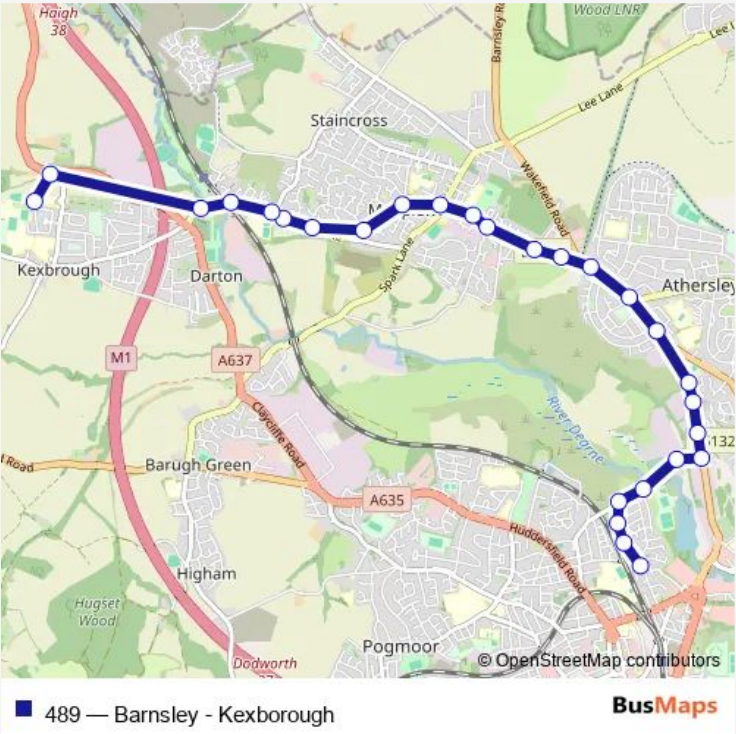 Haigh
38
Barnsley R
Wood LNR
Lee L
Lee Lane
Staincross
Wakefield Road
Kexbrough
Darton
Spark Lane
Athersley
M1
A637
River Dearne
Claycliffe Road
132
Road
Barugh Green
A635
Huddersfield Road
Higham
Hugset
Wood
Pogmoor
Dodworth
37
© OpenStreetMap contributors
489 — Barnsley - Kexborough
BusMaps